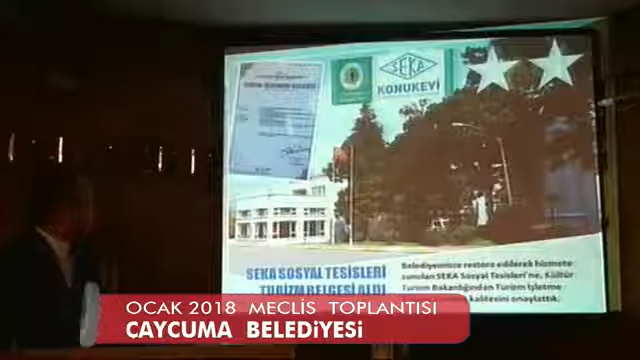 SEKA
KONUKEVİ
SEKA SOSYAL TESİSLERİ
TURİZM BELGESİ ALDI
Belediyemizce restore edilerek hizmete
sunulan SEKA Sosyal Tesisleri'ne, Kültür
Turizm Bakanlığından Turizm İşletme
kalitesini onaylattık.
OCAK 2018 MECLİS TOPLANTISI
ÇAYCUMA BELEDİYESİ